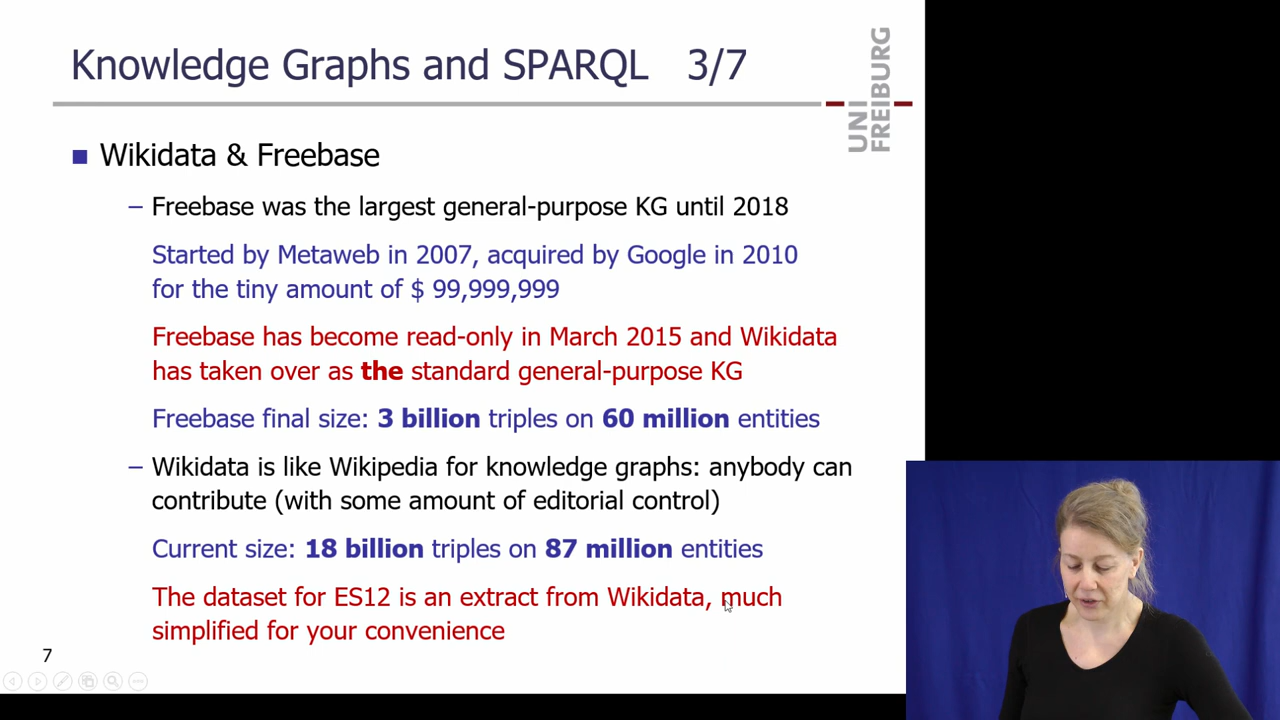 Knowledge Graphs and SPARQL 3/7
UNI
FREIBURG
Wikidata & Freebase
– Freebase was the largest general-purpose KG until 2018
Started by Metaweb in 2007, acquired by Google in 2010
for the tiny amount of $ 99,999,999
Freebase has become read-only in March 2015 and Wikidata
has taken over as the standard general-purpose KG
Freebase final size: 3 billion triples on 60 million entities
– Wikidata is like Wikipedia for knowledge graphs: anybody can
contribute (with some amount of editorial control)
Current size: 18 billion triples on 87 million entities
The dataset for ES12 is an extract from Wikidata, much
simplified for your convenience
7